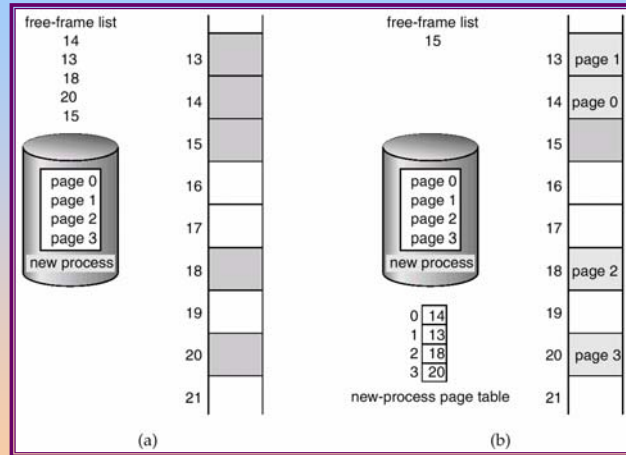 free-frame list
14
13
18
20
15
page 0
page 1
page 2
page 3
new process
13
14
15
16
17
18
19
20
21
(a)
free-frame list
15
page 0
page 1
page 2
page 3
new process
0 14
1 13
2 18
3 20
new-process page table
13 page 1
14 page 0
15
16
17
18 page 2
19
20 page 3
21
(b)